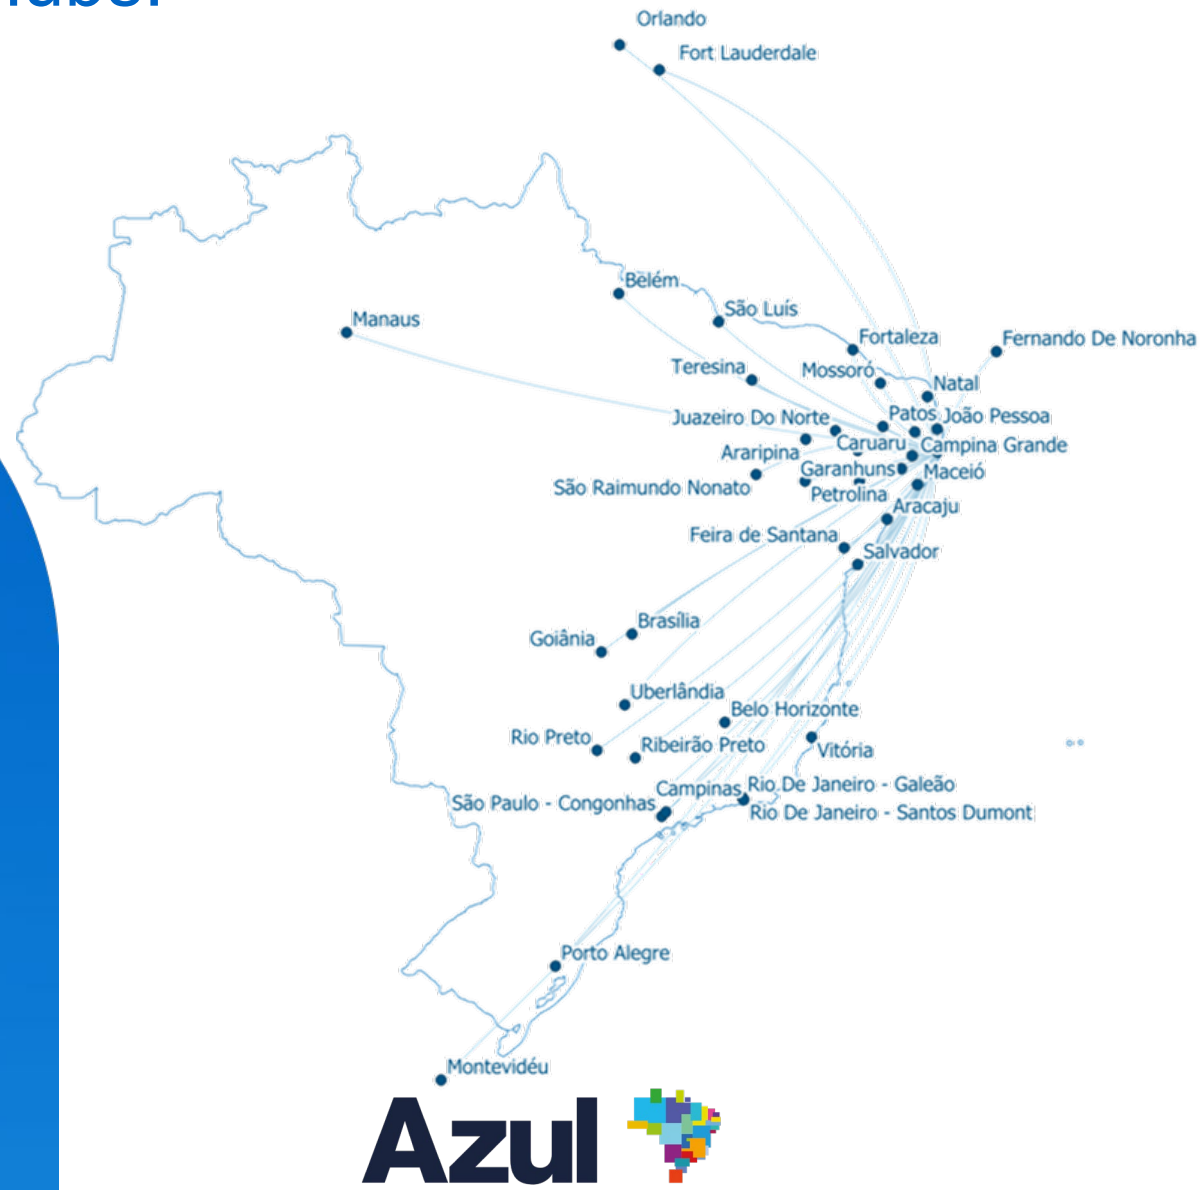 Orlando
Fort Lauderdale
Belém
São Luís
Manaus
Fortaleza
Fernando De Noronha
Teresina
Mossoró
Natal
Juazeiro Do Norte
Patos
João Pessoa
Araripina
Caruaru
Campina Grande
São Raimundo Nonato
Garanhuns
Maceió
Petrolina
Aracaju
Feira de Santana
Salvador
Goiânia
Brasília
Uberlândia
Belo Horizonte
Rio Preto
Ribeirão Preto
Vitória
Campinas
Rio De Janeiro - Galeão
São Paulo - Congonhas
Rio De Janeiro - Santos Dumont
Porto Alegre
Montevidéu
Azul